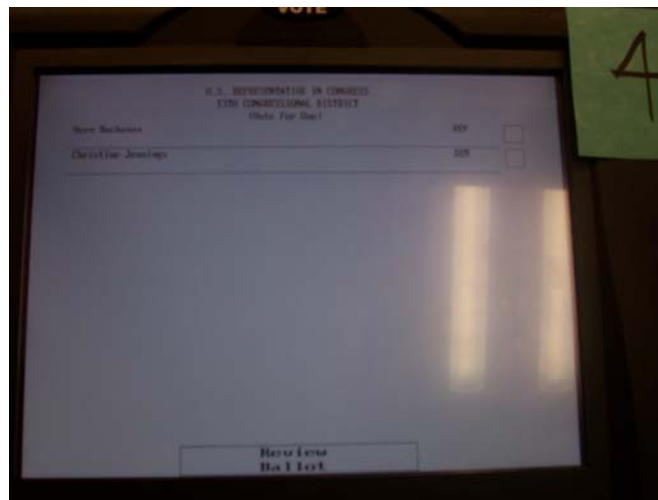 VOTE
4
U.S. REPRESENTATIVE IN CONGRESS
13TH CONGRESSIONAL DISTRICT
(Vote for One)
Vern Buchanan REP
Christine Jennings DEM
Review
Ballot